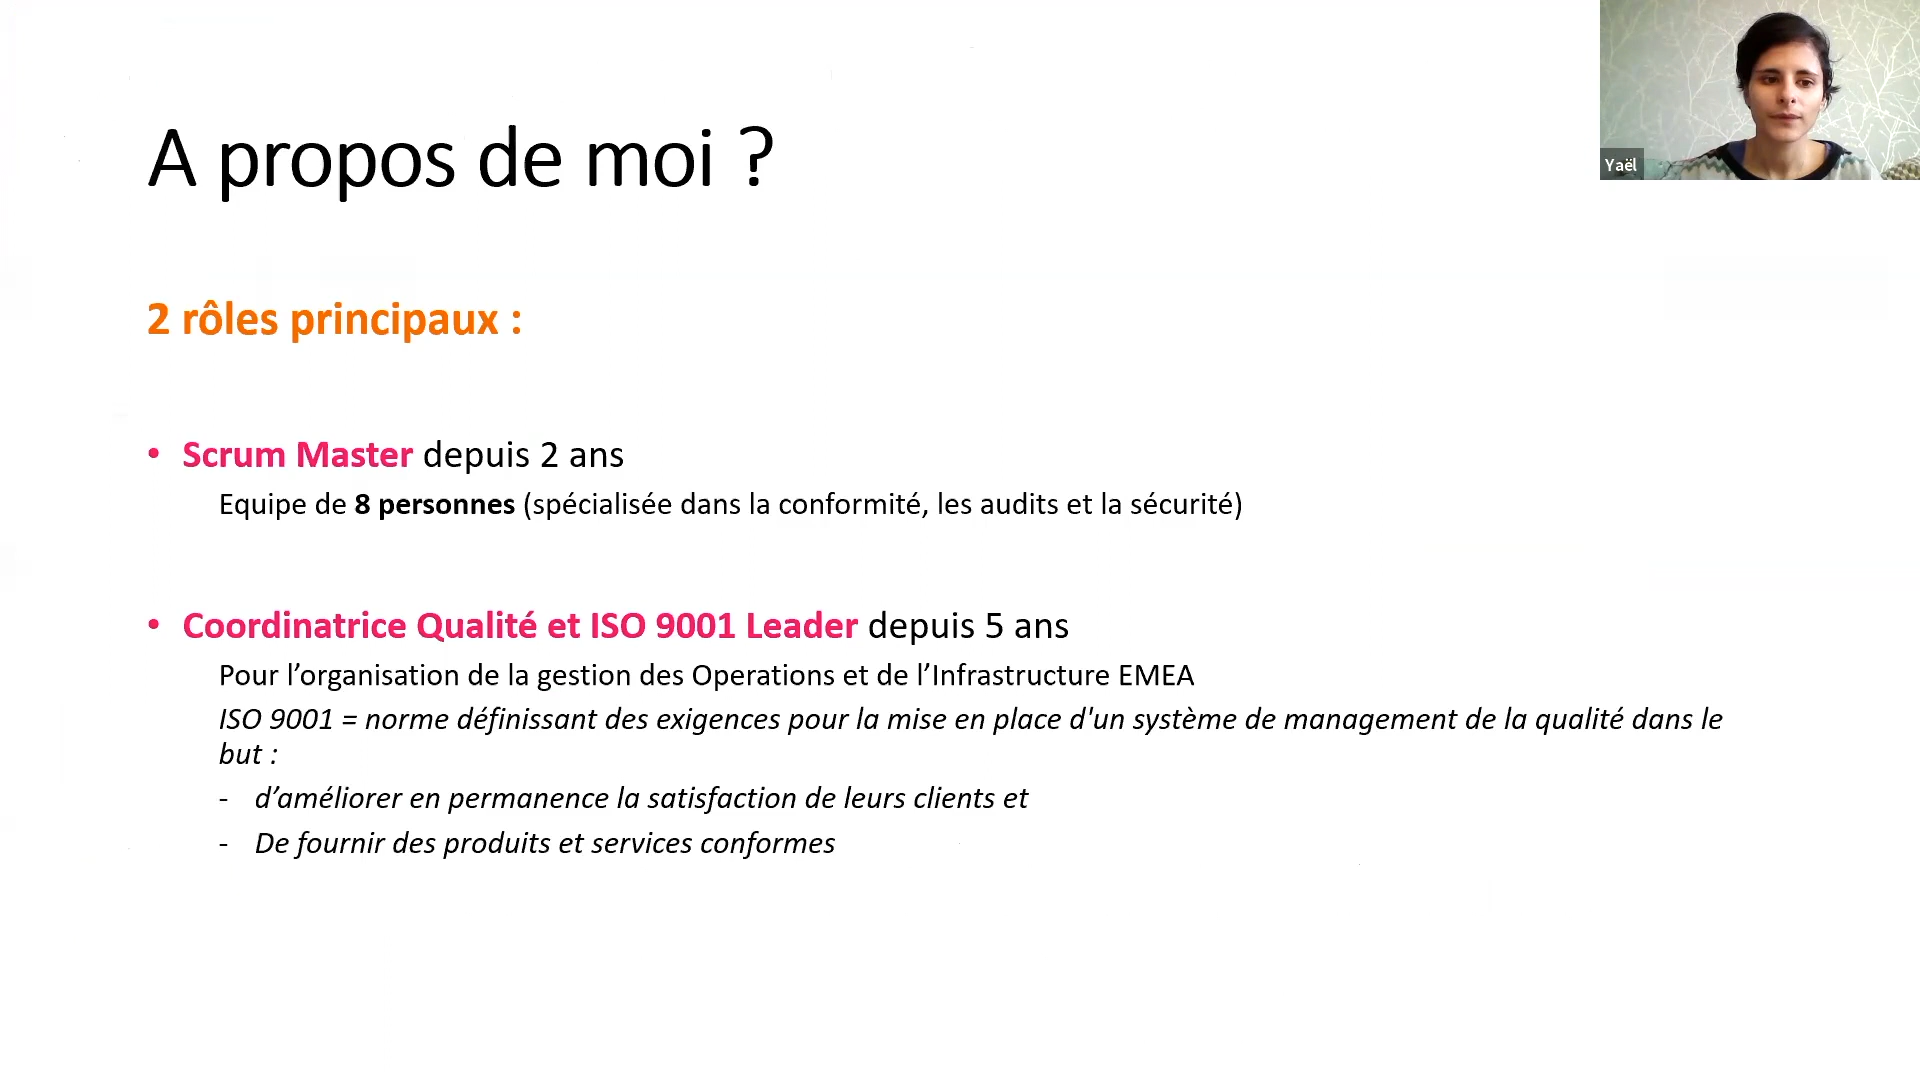 A propos de moi ?
Yaël
2 rôles principaux :
• Scrum Master depuis 2 ans
Equipe de 8 personnes (spécialisée dans la conformité, les audits et la sécurité)
• Coordinatrice Qualité et ISO 9001 Leader depuis 5 ans
Pour l’organisation de la gestion des Operations et de l’Infrastructure EMEA
ISO 9001 = norme définissant des exigences pour la mise en place d'un système de management de la qualité dans le
but :
- d’améliorer en permanence la satisfaction de leurs clients et
- De fournir des produits et services conformes